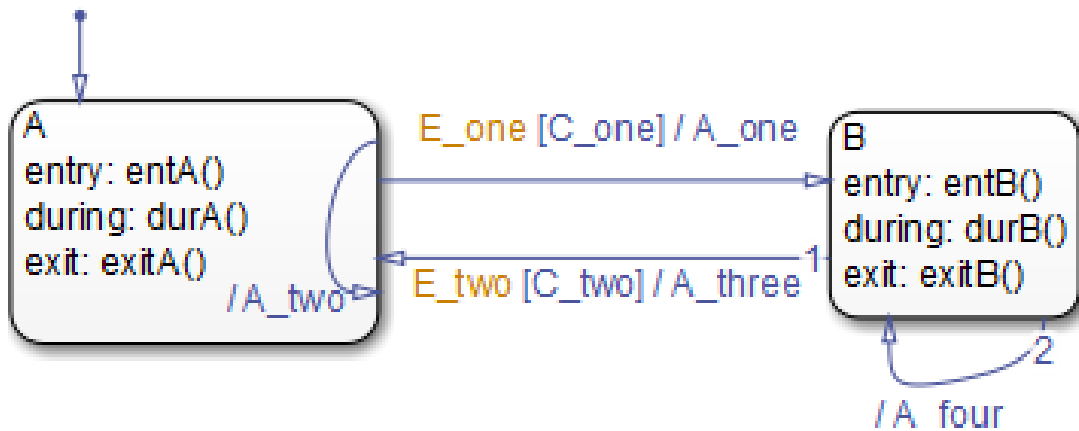 A
entry: entA()
during: durA()
exit: exitA()
/ A_two
E_one [C_one] / A_one
1
E_two [C_two] / A_three
B
entry: entB()
during: durB()
exit: exitB()
2
/ A_four